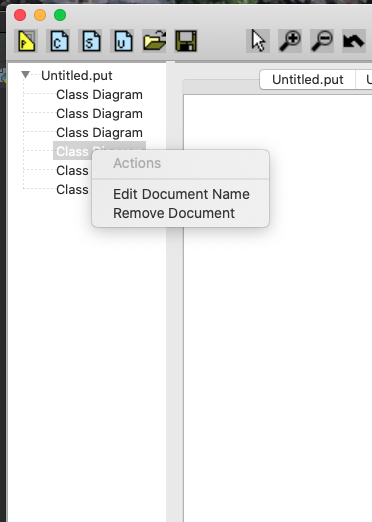 P C S U
Untitled.put
Untitled.put U
Class Diagram
Class Diagram
Class Diagram
Class Diagram
Class
Class
Actions
Edit Document Name
Remove Document